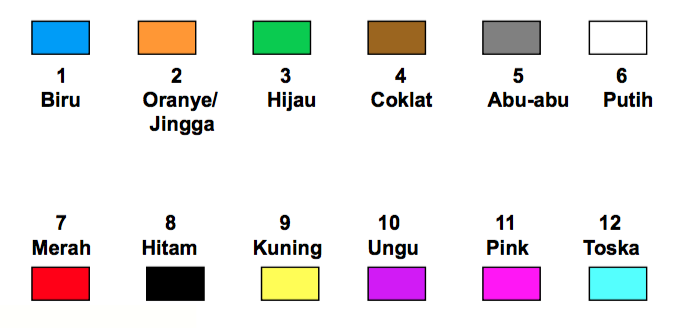 1 2 3 4 5 6
Biru Oranye/ Hijau Coklat Abu-abu Putih
Jingga
7 8 9 10 11 12
Merah Hitam Kuning Ungu Pink Toska